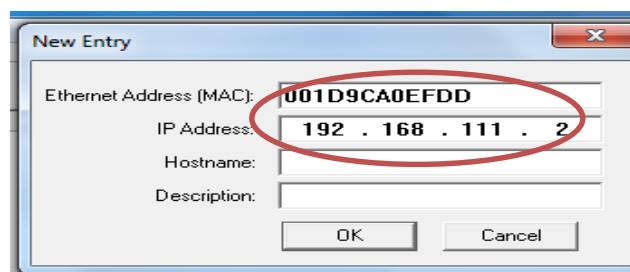 New Entry
Ethernet Address (MAC): 001D9CA0EFDD
IP Address: 192 . 168 . 111 . 2
Hostname:
Description:
OK Cancel